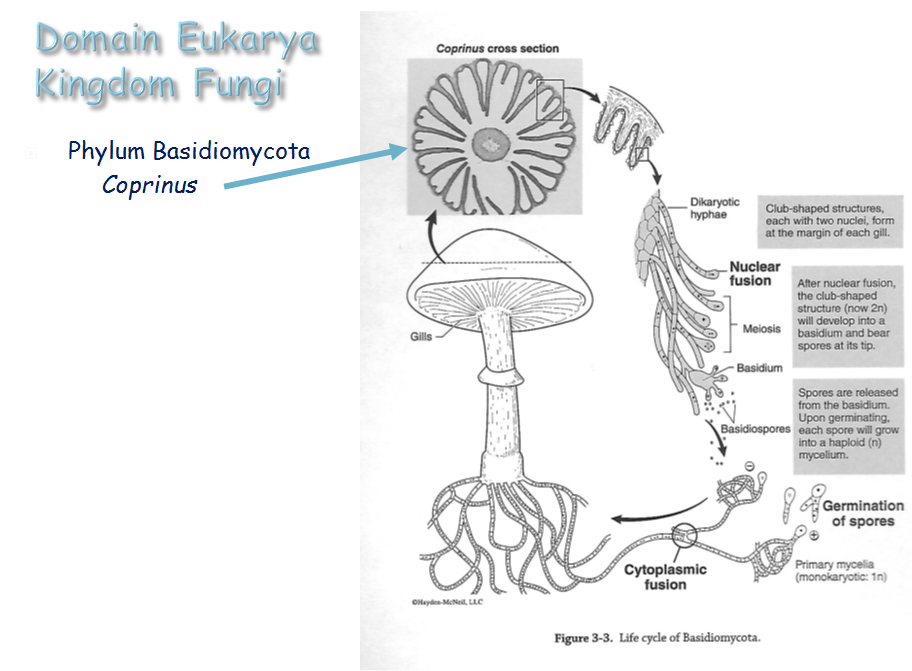 Domain Eukarya
Kingdom Fungi
Phylum Basidiomycota
Coprinus
Coprinus cross section
Dikaryotic
hyphae
Club-shaped structures,
each with two nuclei, form
at the margin of each gill.
Nuclear
fusion
After nuclear fusion,
the club-shaped
structure (now 2n)
will develop into a
basidium and bear
spores at its tip.
Meiosis
Gills
Basidium
Spores are released
from the basidium.
Upon germinating,
each spore will grow
into a haploid (n)
mycelium.
Basidiospores
−
Germination
of spores
+
Cytoplasmic
fusion
Primary mycelia
(monokaryotic: 1n)
©Hayden-McNeil, LLC
Figure 3-3. Life cycle of Basidiomycota.